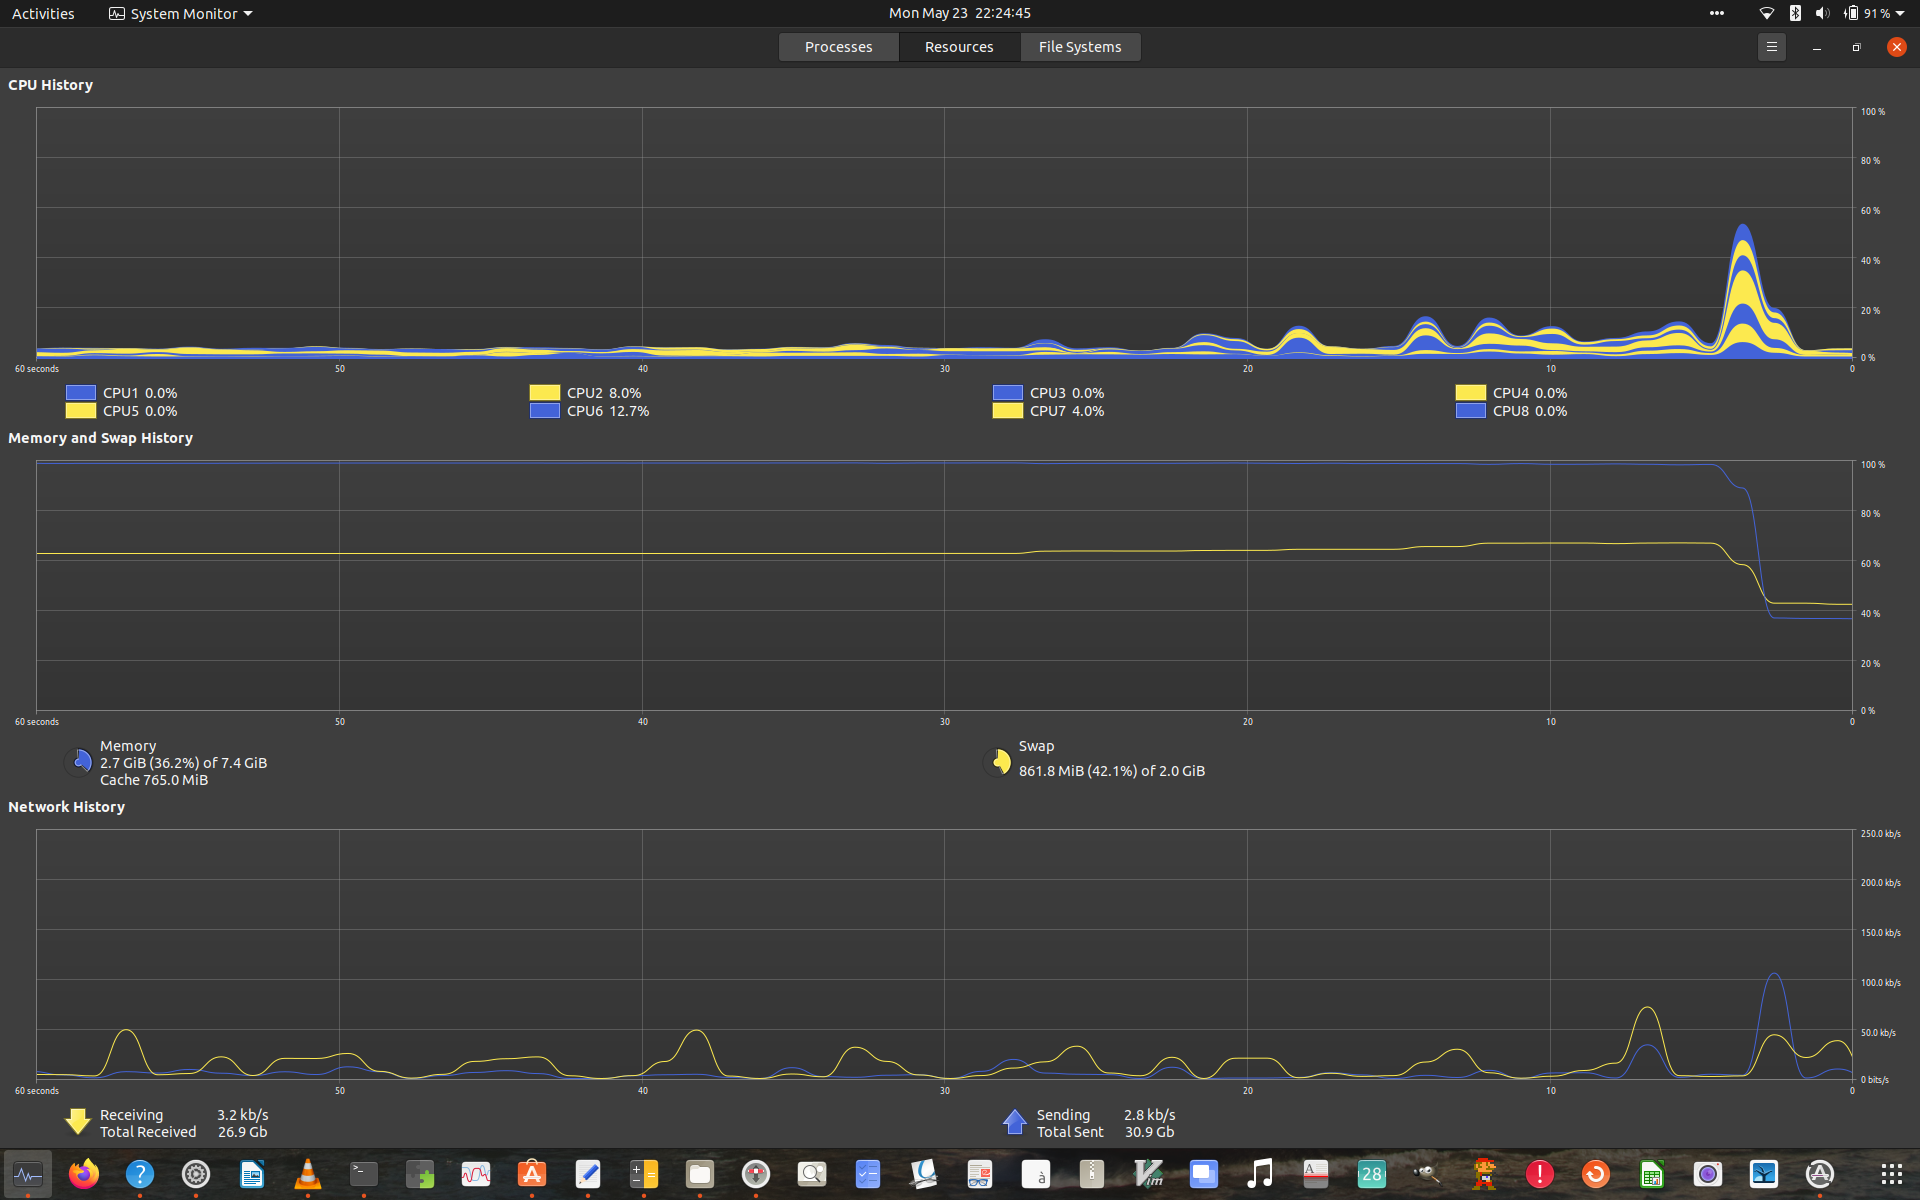 Activities
System Monitor
Mon May 23 22:24:45
91 %
Processes
Resources
File Systems
CPU History
100 %
80 %
60 %
40 %
20 %
0 %
60 seconds 50 40 30 20 10 0
CPU1 0.0% CPU2 8.0% CPU3 0.0% CPU4 0.0%
CPU5 0.0% CPU6 12.7% CPU7 4.0% CPU8 0.0%
Memory and Swap History
100 %
80 %
60 %
40 %
20 %
0 %
60 seconds 50 40 30 20 10 0
Memory
2.7 GiB (36.2%) of 7.4 GiB
Cache 765.0 MiB
Swap
861.8 MiB (42.1%) of 2.0 GiB
Network History
250.0 kb/s
200.0 kb/s
150.0 kb/s
100.0 kb/s
50.0 kb/s
0 bits/s
60 seconds 50 40 30 20 10 0
Receiving 3.2 kb/s
Total Received 26.9 Gb
Sending 2.8 kb/s
Total Sent 30.9 Gb
?
>_
à
Vim
A
28
!